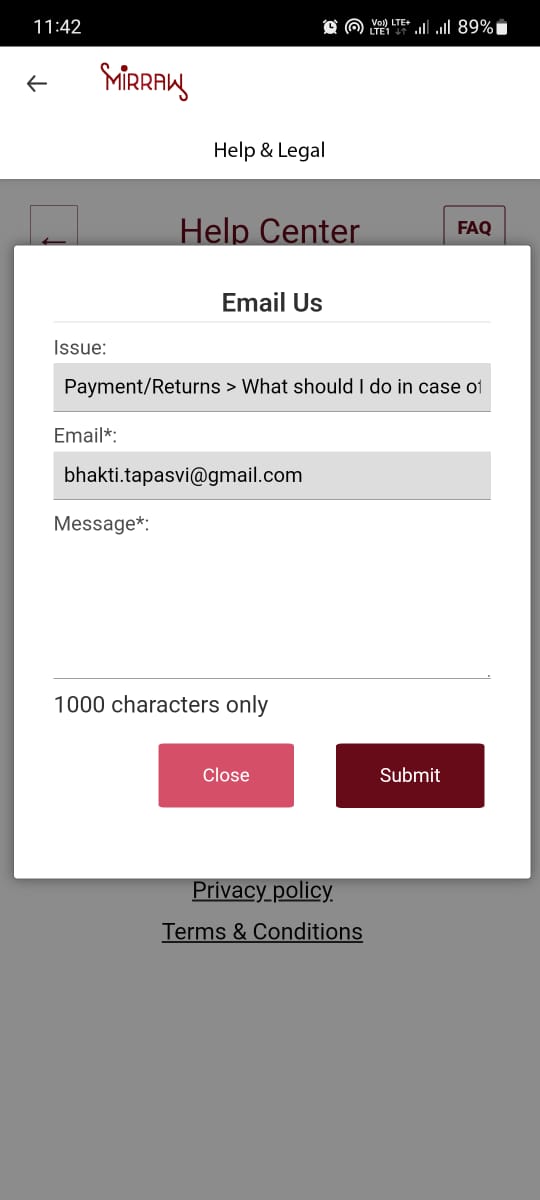 11:42
Vo)) LTE+
LTE1
89%
MIRRAW
Help & Legal
Help Center
FAQ
Email Us
Issue:
Payment/Returns > What should I do in case of
Email*:
bhakti.tapasvi@gmail.com
Message*:
1000 characters only
Close
Submit
Privacy policy
Terms & Conditions